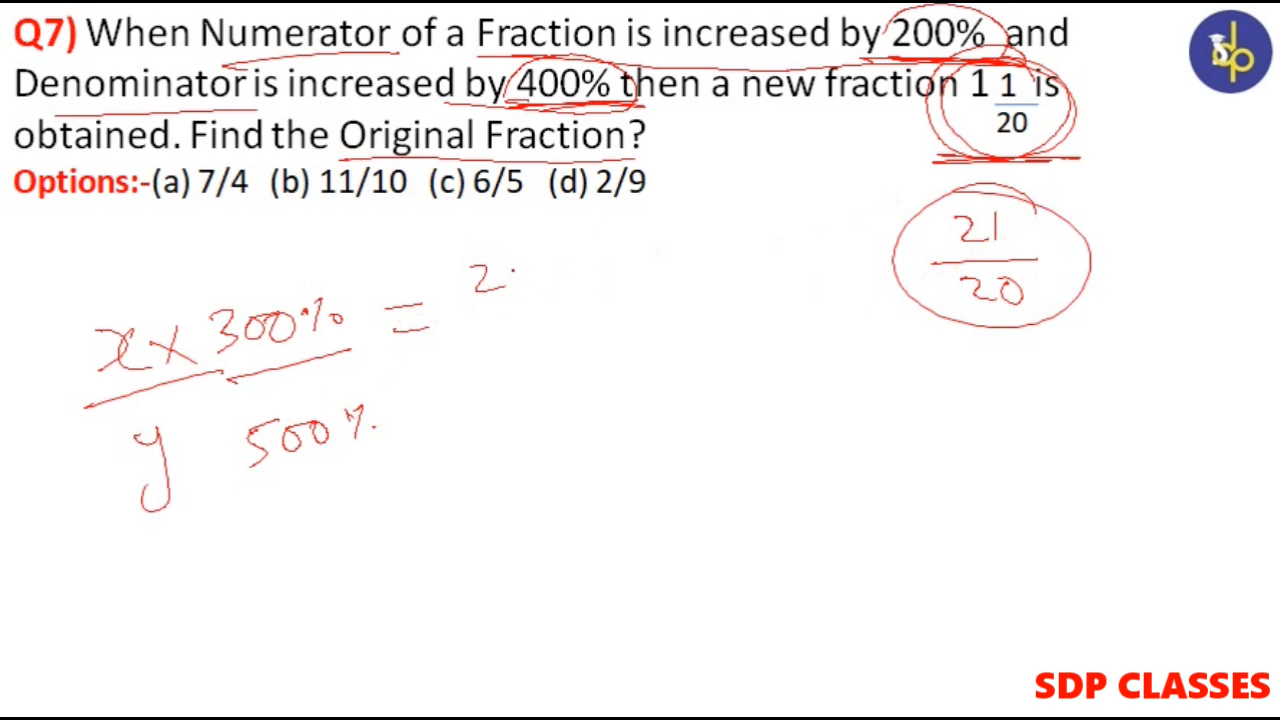 Q7) When Numerator of a Fraction is increased by 200% and
Denominator is increased by 400% then a new fraction 1 1/20 is
obtained. Find the Original Fraction?
Options:-(a) 7/4 (b) 11/10 (c) 6/5 (d) 2/9
21
20
x × 300% = 2
y 500%
dp
SDP CLASSES